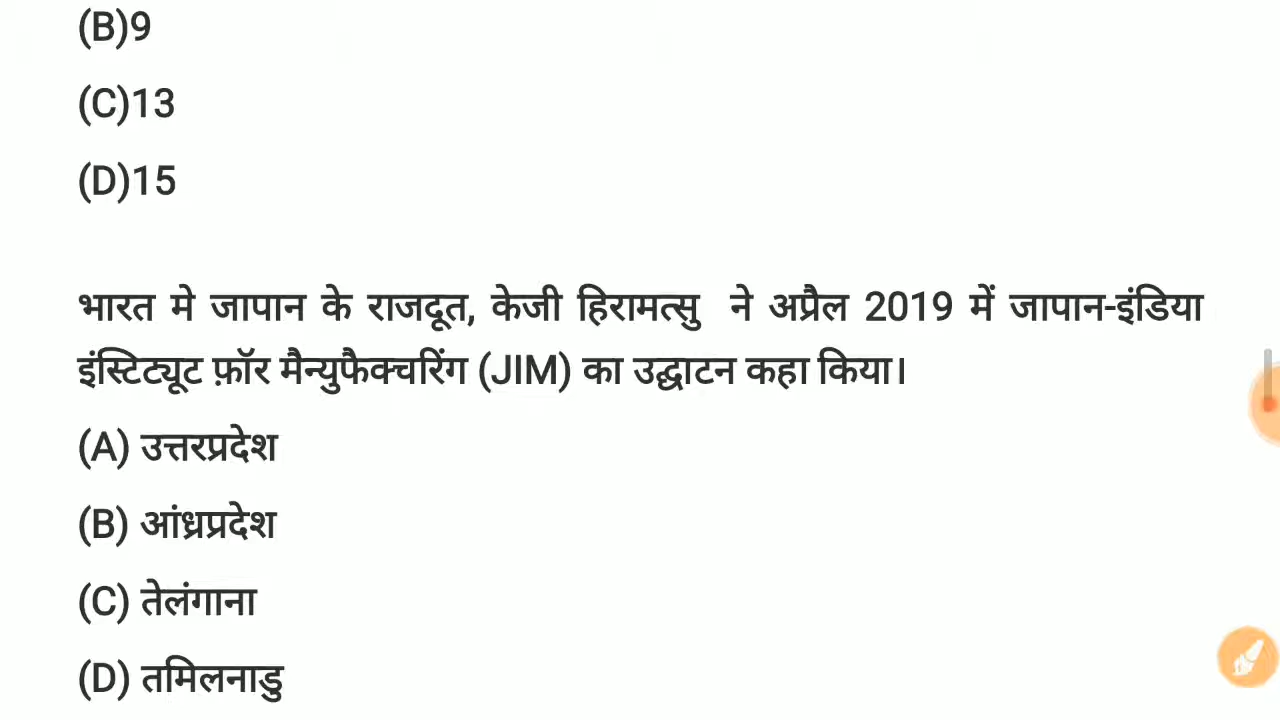 (B)9
(C)13
(D)15
भारत मे जापान के राजदूत, केजी हिरामत्सु ने अप्रैल 2019 में जापान-इंडिया
इंस्टिट्यूट फ़ॉर मैन्युफैक्चरिंग (JIM) का उद्घाटन कहा किया।
(A) उत्तरप्रदेश
(B) आंध्रप्रदेश
(C) तेलंगाना
(D) तमिलनाडु